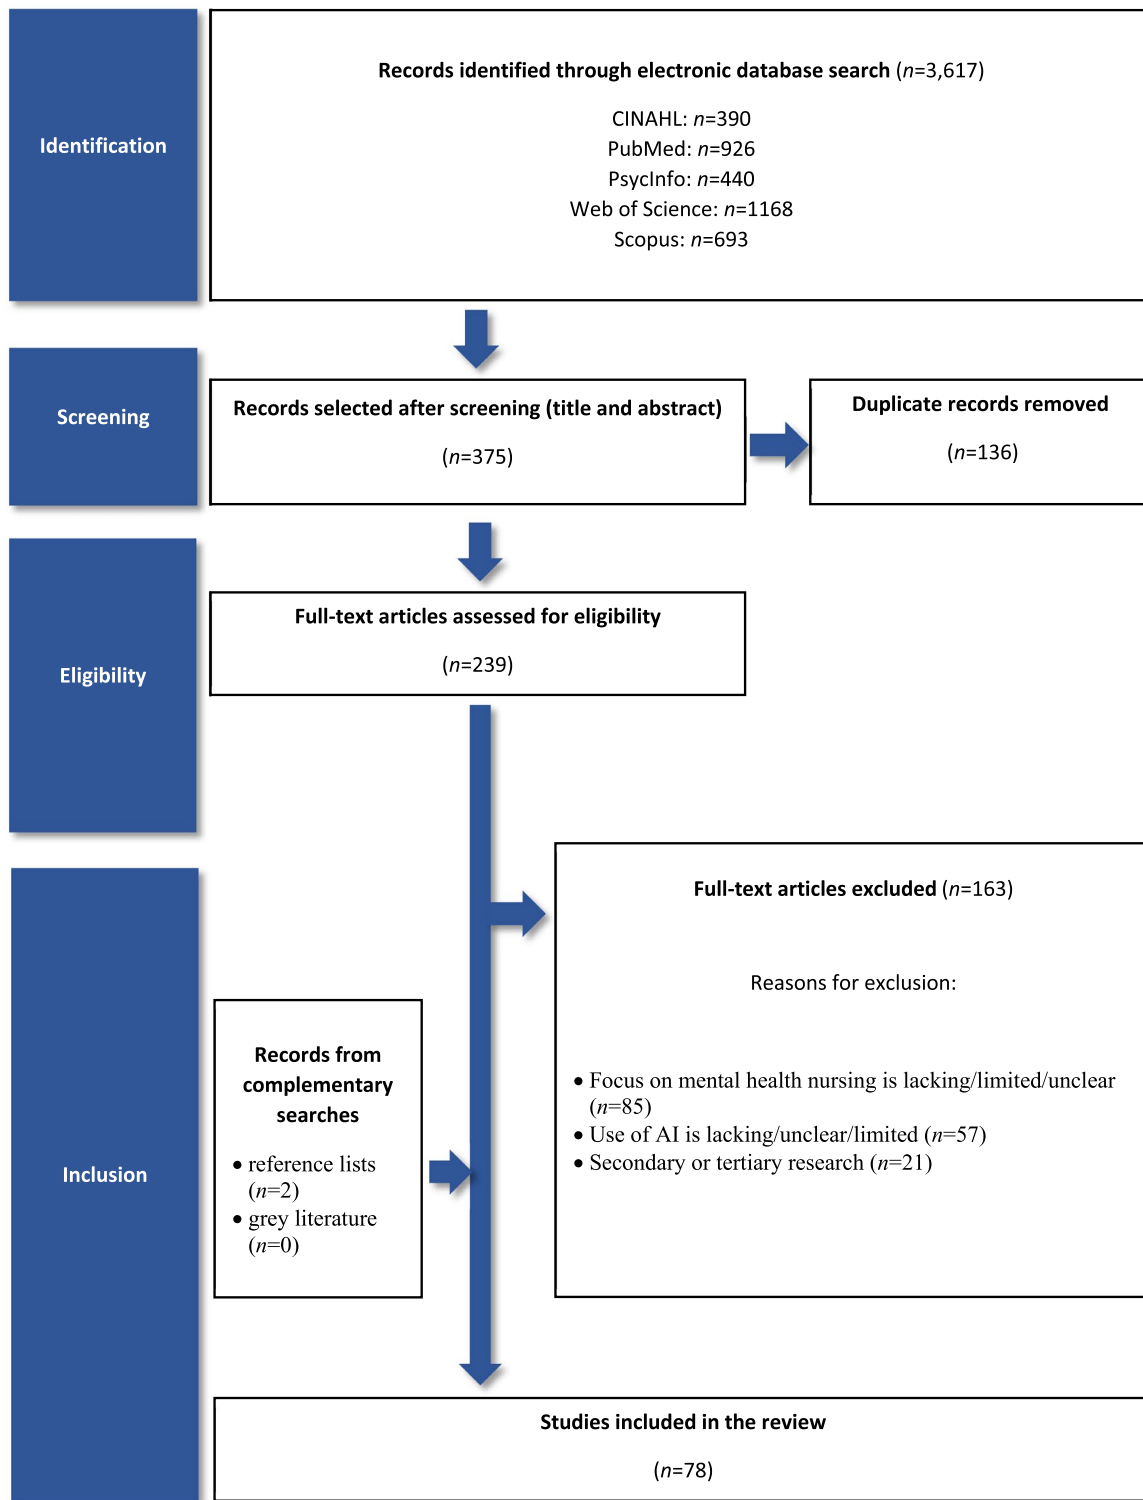 Identification
Records identified through electronic database search (n=3,617)
CINAHL: n=390
PubMed: n=926
PsycInfo: n=440
Web of Science: n=1168
Scopus: n=693
Screening
Records selected after screening (title and abstract)
(n=375)
Duplicate records removed
(n=136)
Eligibility
Full-text articles assessed for eligibility
(n=239)
Inclusion
Full-text articles excluded (n=163)
Reasons for exclusion:
• Focus on mental health nursing is lacking/limited/unclear
(n=85)
• Use of AI is lacking/unclear/limited (n=57)
• Secondary or tertiary research (n=21)
Records from
complementary
searches
• reference lists
(n=2)
• grey literature
(n=0)
Studies included in the review
(n=78)